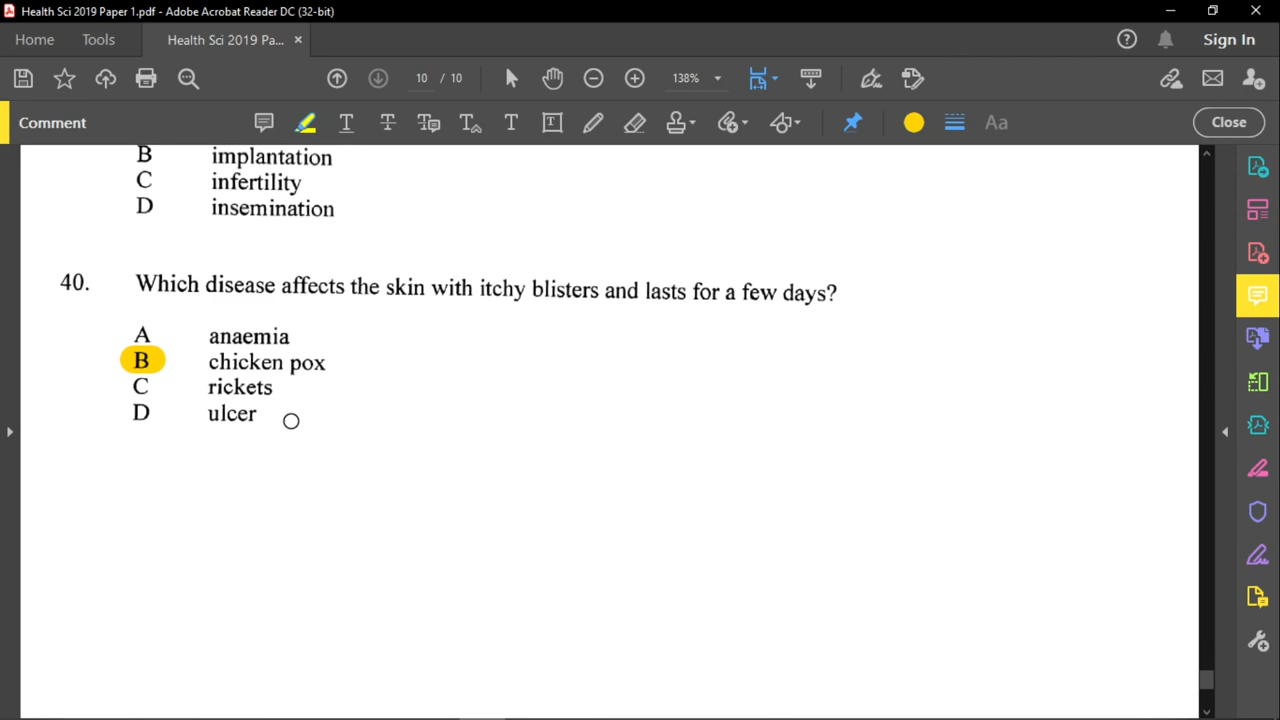 Health Sci 2019 Paper 1.pdf - Adobe Acrobat Reader DC (32-bit)
Home Tools Health Sci 2019 Pa... × Sign In
10 / 10 138%
Comment Aa Close
B implantation
C infertility
D insemination
40. Which disease affects the skin with itchy blisters and lasts for a few days?
A anaemia
B chicken pox
C rickets
D ulcer